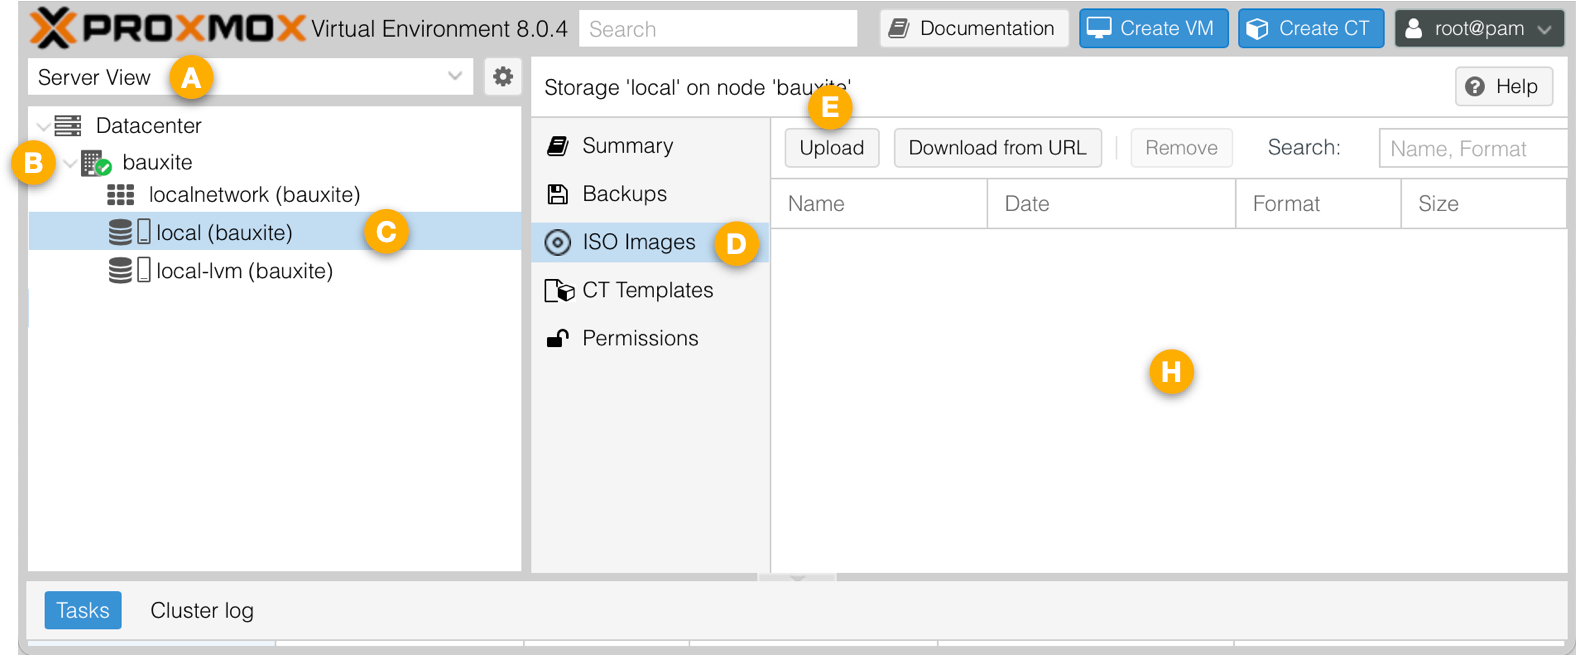 PROXMOX Virtual Environment 8.0.4 Search Documentation Create VM Create CT root@pam
Server View A
Storage 'local' on node 'bauxite' Help
E
Datacenter
B bauxite
localnetwork (bauxite)
local (bauxite) C
local-lvm (bauxite)
Summary
Backups
ISO Images D
CT Templates
Permissions
Upload Download from URL Remove Search: Name, Format
Name Date Format Size
H
Tasks Cluster log